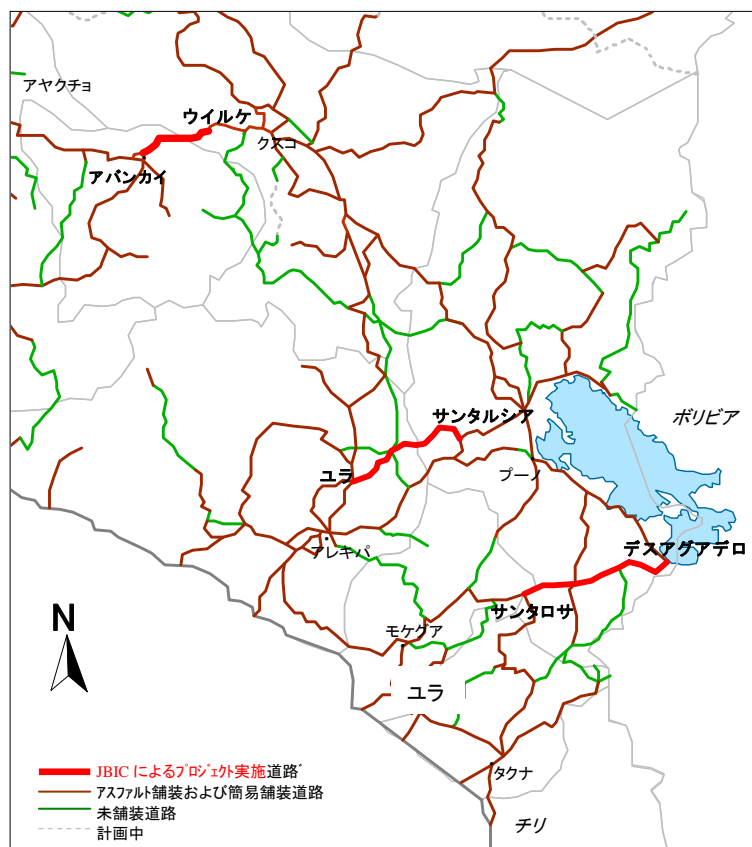 アヤクチョ
ウイルケ
クスコ
アバンカイ
サンタルシア
ボリビア
ユラ
プーノ
アレキパ
デスアグアデロ
サンタロサ
N
モケグア
ユラ
タクナ
チリ
JBIC によるプロジェクト実施道路゛
アスファルト舗装および簡易舗装道路
未舗装道路
計画中